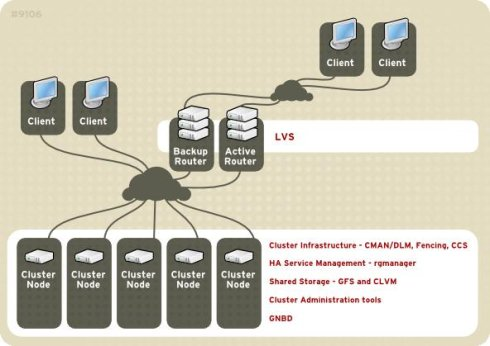 #9106
Client
Client
Client
Client
Backup
Router
Active
Router
LVS
Cluster
Node
Cluster
Node
Cluster
Node
Cluster
Node
Cluster
Node
Cluster Infrastructure - CMAN/DLM, Fencing, CCS
HA Service Management - rgmanager
Shared Storage - GFS and CLVM
Cluster Administration tools
GNBD